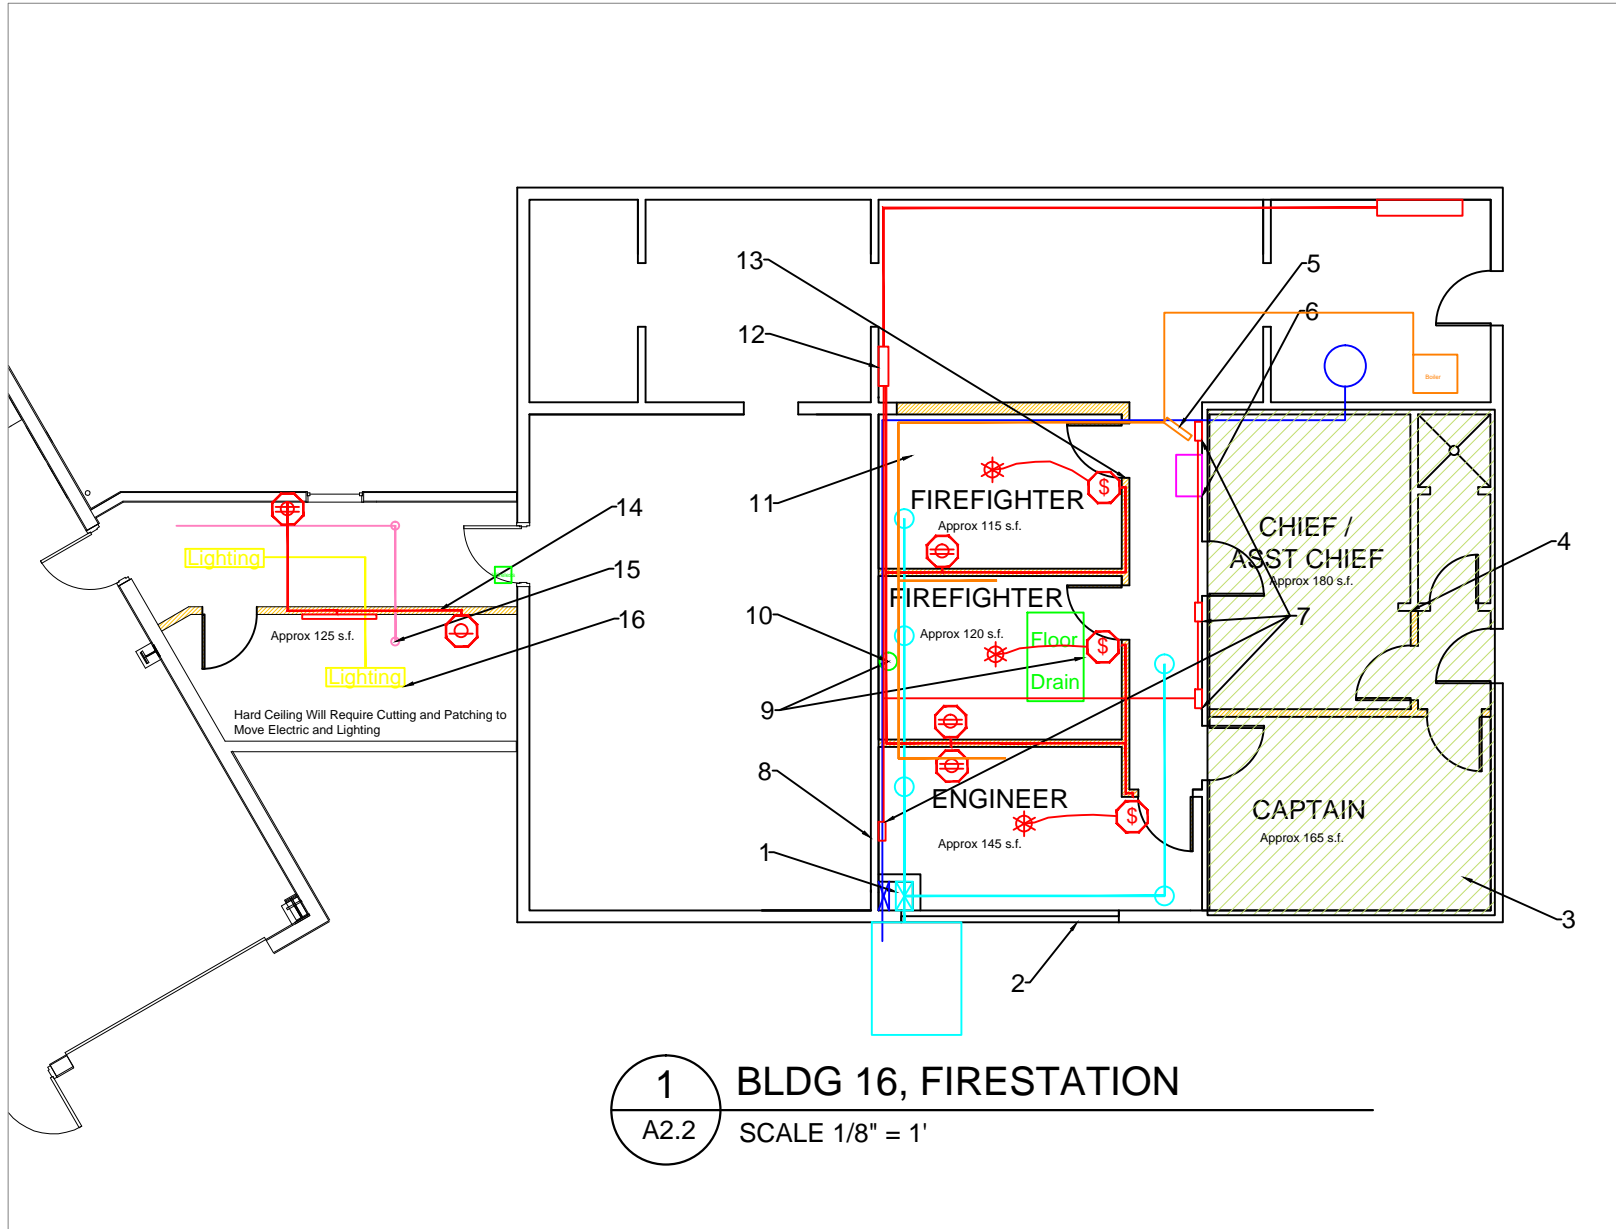 13
5
6
12
Boiler
11
FIREFIGHTER
Approx 115 s.f.
$
CHIEF /
ASST CHIEF
Approx 180 s.f.
4
14
Lighting
15
FIREFIGHTER
Approx 120 s.f.
Floor
Drain
$
10
7
16
Approx 125 s.f.
Lighting
9
Hard Ceiling Will Require Cutting and Patching to
Move Electric and Lighting
8
ENGINEER
Approx 145 s.f.
$
CAPTAIN
Approx 165 s.f.
1
3
2
1
BLDG 16, FIRESTATION
A2.2
SCALE 1/8" = 1'